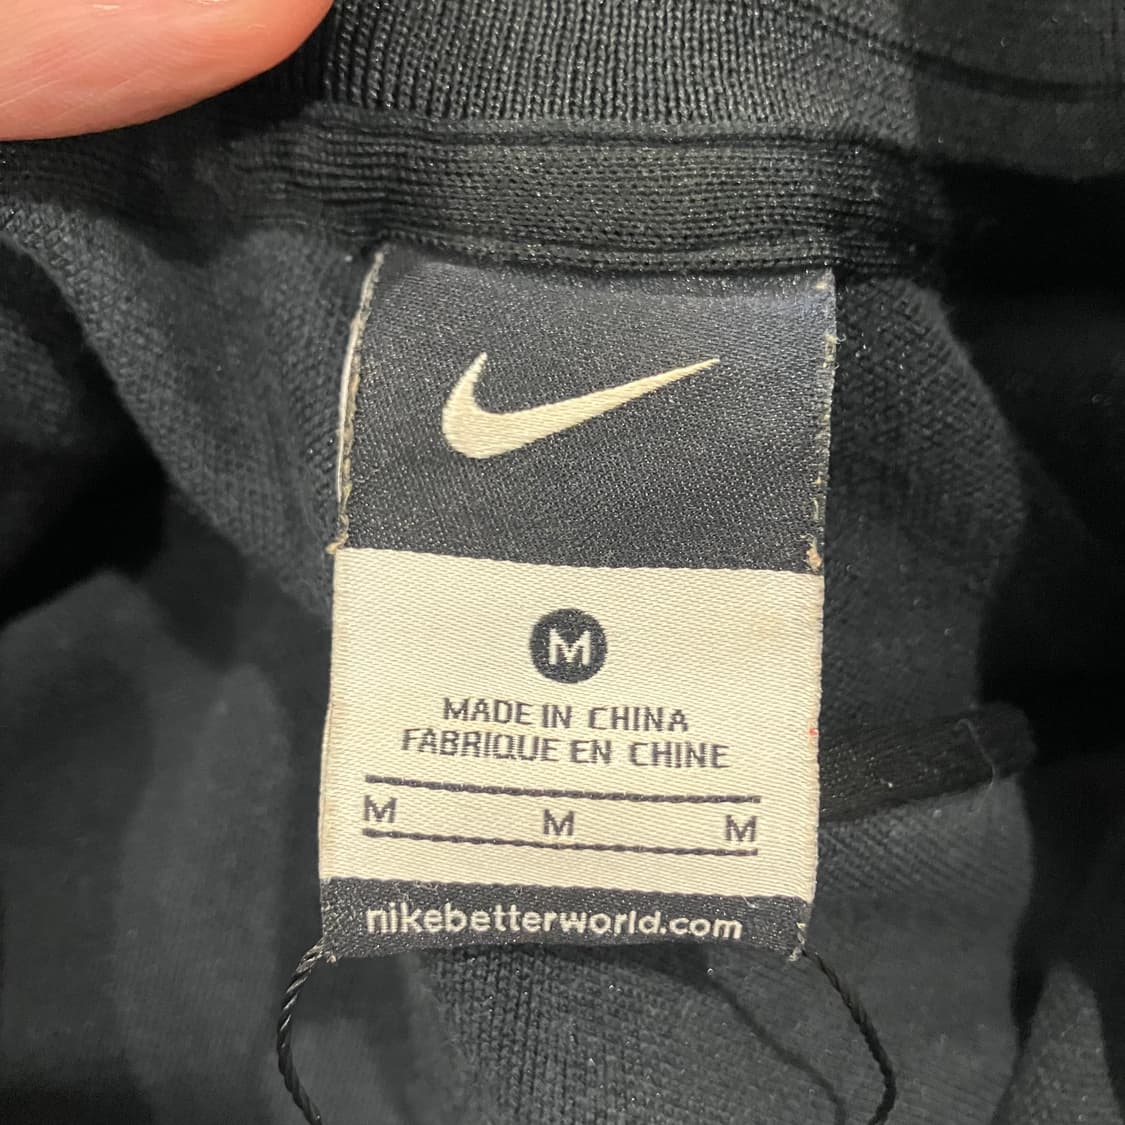 M
MADE IN CHINA
FABRIQUE EN CHINE
M M M
nikebetterworld.com